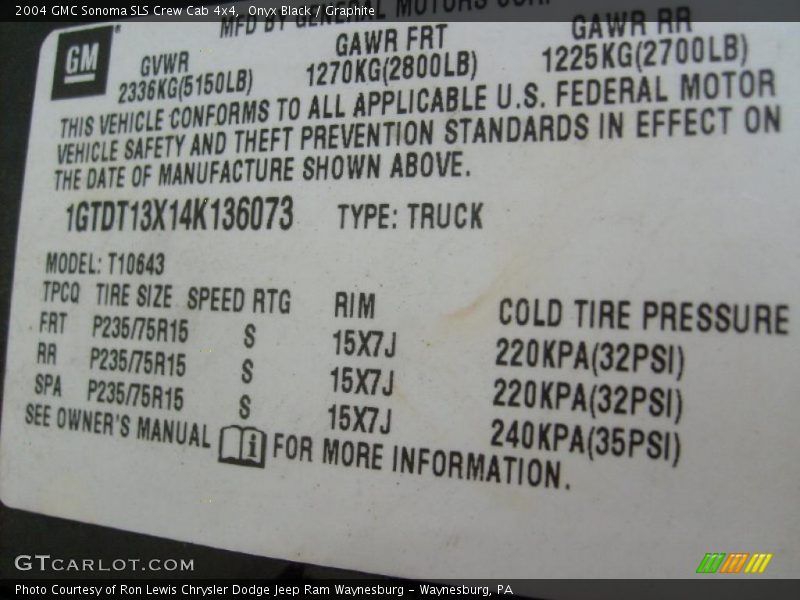 2004 GMC Sonoma SLS Crew Cab 4x4, Onyx Black / Graphite
MFD BY GENERAL MOTORS
GM
GVWR GAWR FRT GAWR RR
2336KG(5150LB) 1270KG(2800LB) 1225KG(2700LB)
THIS VEHICLE CONFORMS TO ALL APPLICABLE U.S. FEDERAL MOTOR
VEHICLE SAFETY AND THEFT PREVENTION STANDARDS IN EFFECT ON
THE DATE OF MANUFACTURE SHOWN ABOVE.
1GTDT13X14K136073 TYPE: TRUCK
MODEL: T10643
TPCQ TIRE SIZE SPEED RTG RIM COLD TIRE PRESSURE
FRT P235/75R15 S 15X7J 220KPA(32PSI)
RR P235/75R15 S 15X7J 220KPA(32PSI)
SPA P235/75R15 S 15X7J 240KPA(35PSI)
SEE OWNER'S MANUAL i FOR MORE INFORMATION.
GTCARLOT.COM
Photo Courtesy of Ron Lewis Chrysler Dodge Jeep Ram Waynesburg - Waynesburg, PA